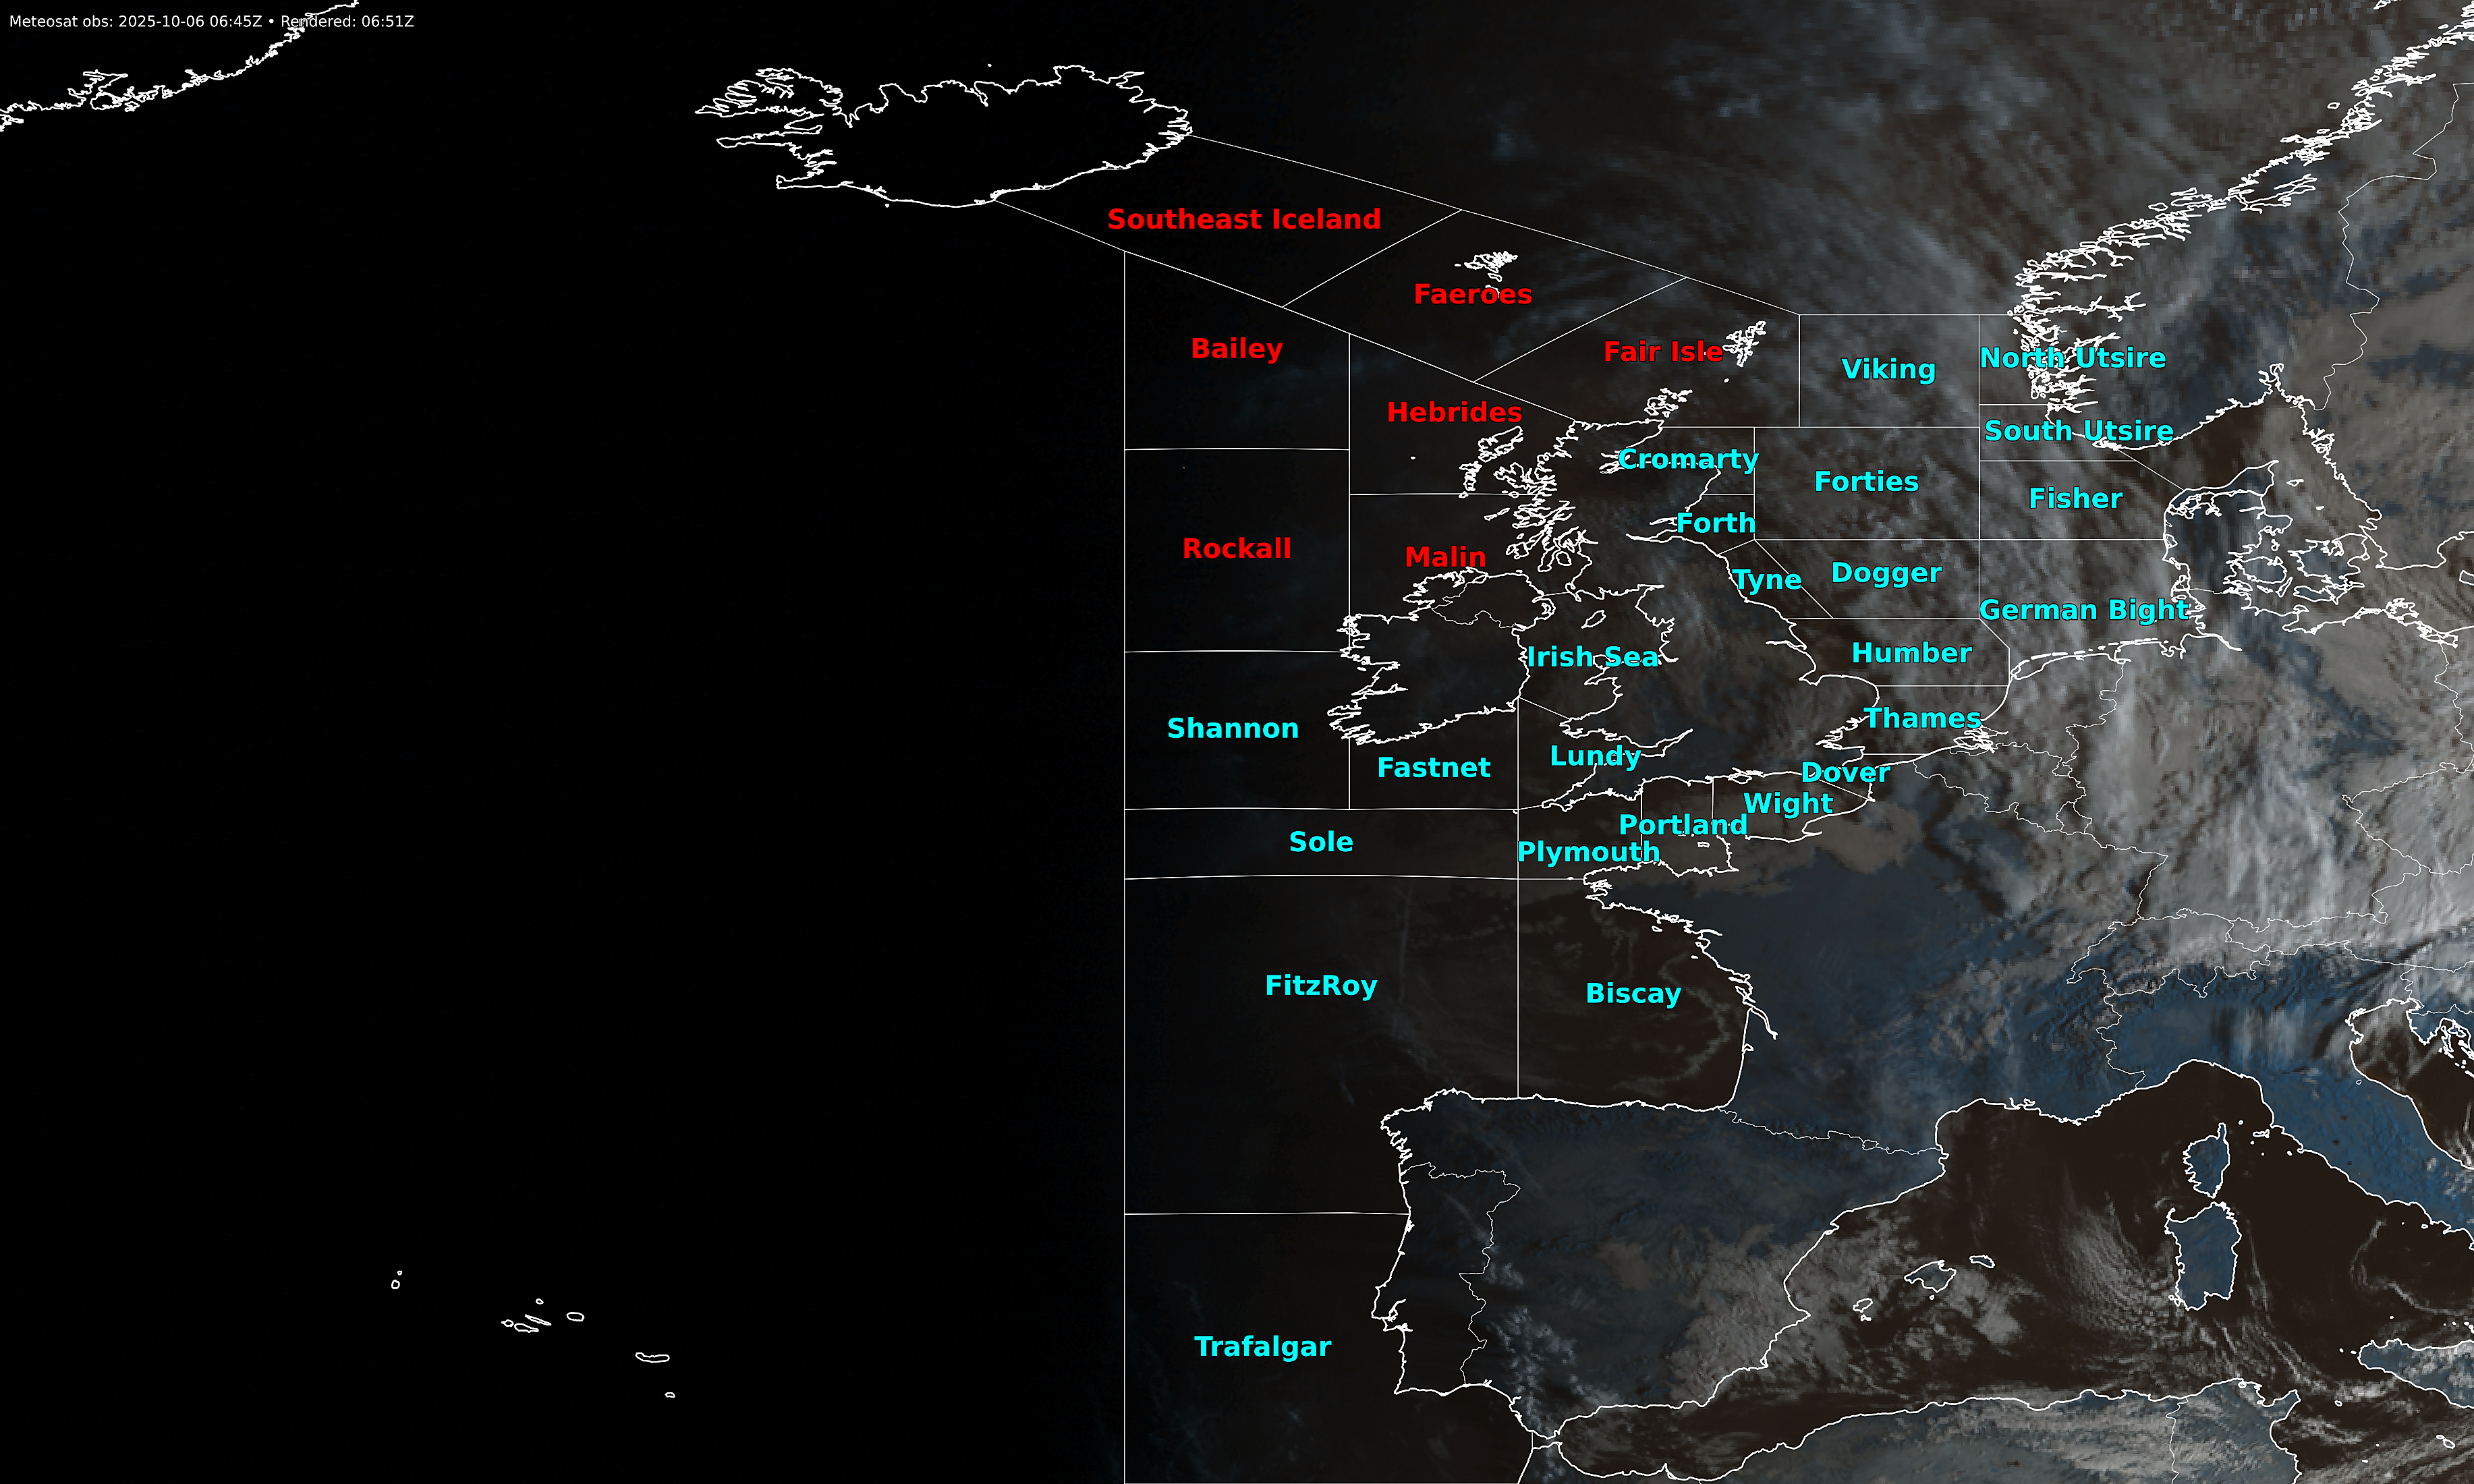 Meteosat obs: 2025-10-06 06:45Z • Rendered: 06:51Z
Southeast Iceland
Faeroes
Bailey
Fair Isle
Viking
North Utsire
Hebrides
South Utsire
Cromarty
Forties
Fisher
Rockall
Malin
Forth
Tyne
Dogger
German Bight
Irish Sea
Humber
Shannon
Thames
Fastnet
Lundy
Dover
Wight
Sole
Portland
Plymouth
FitzRoy
Biscay
Trafalgar